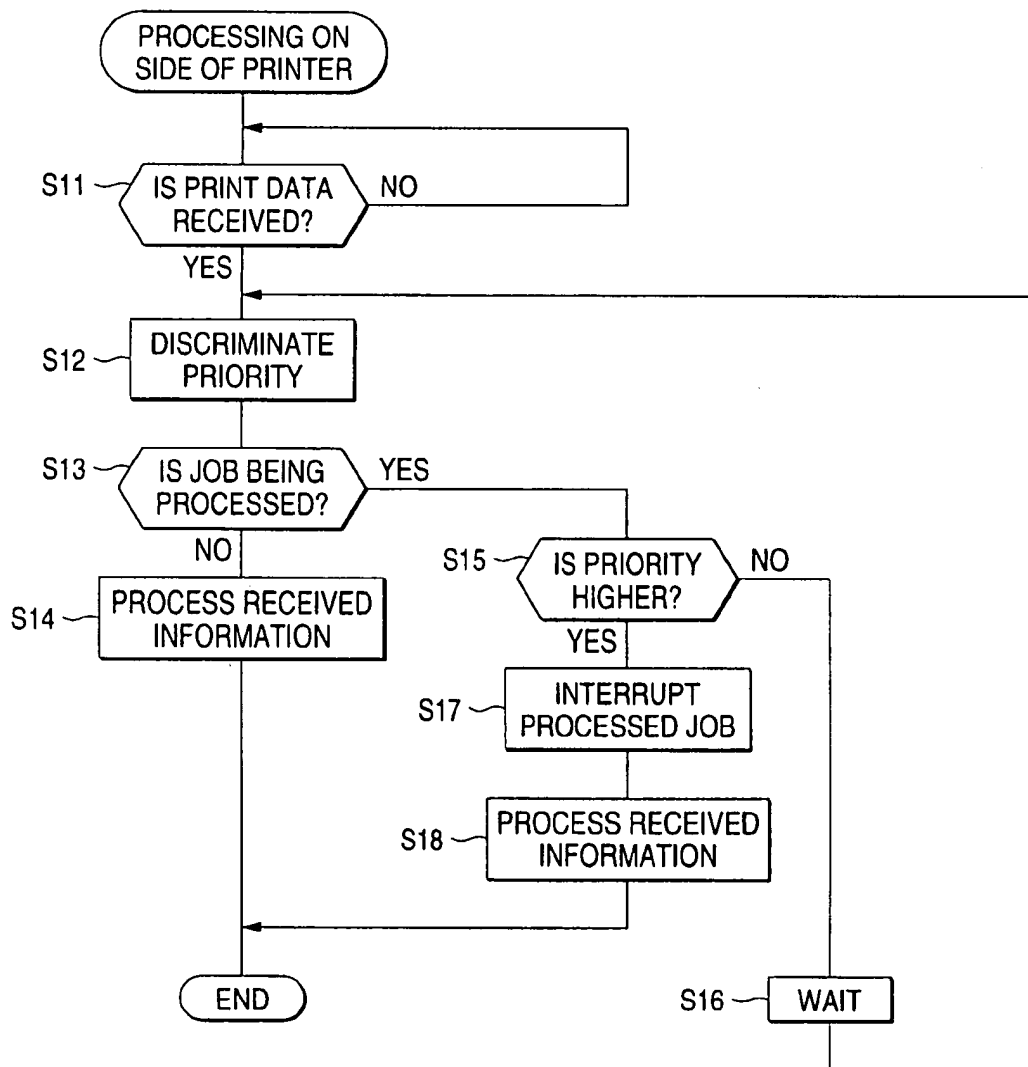 PROCESSING ON
SIDE OF PRINTER
S11
IS PRINT DATA
RECEIVED?
NO
YES
S12
DISCRIMINATE
PRIORITY
S13
IS JOB BEING
PROCESSED?
YES
NO
S14
PROCESS RECEIVED
INFORMATION
S15
IS PRIORITY
HIGHER?
NO
YES
S17
INTERRUPT
PROCESSED JOB
S18
PROCESS RECEIVED
INFORMATION
END
S16
WAIT